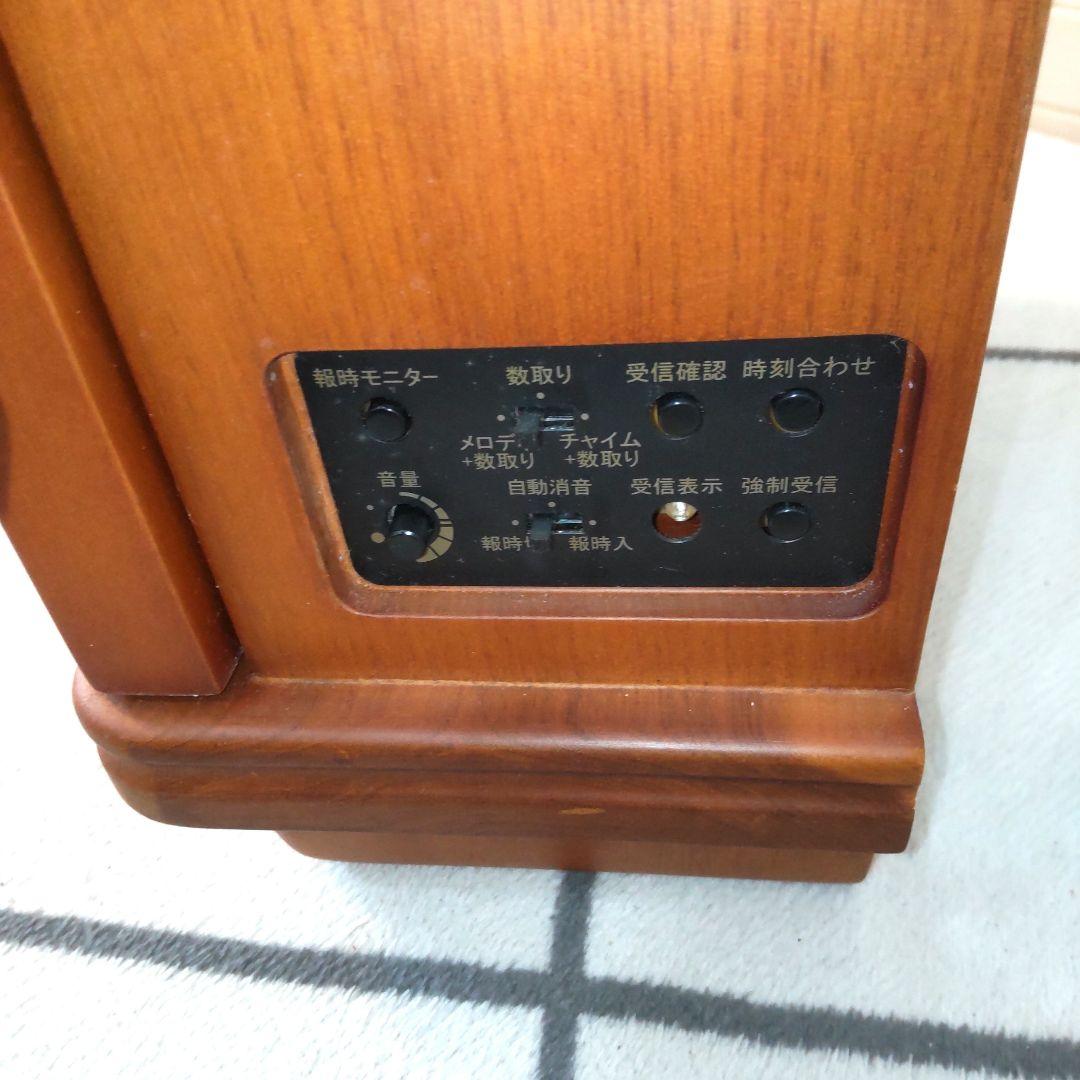 報時モニター
数取り
受信確認
時刻合わせ
メロデ
+数取り
チャイム
+数取り
音量
自動消音
受信表示
強制受信
報時
報時入